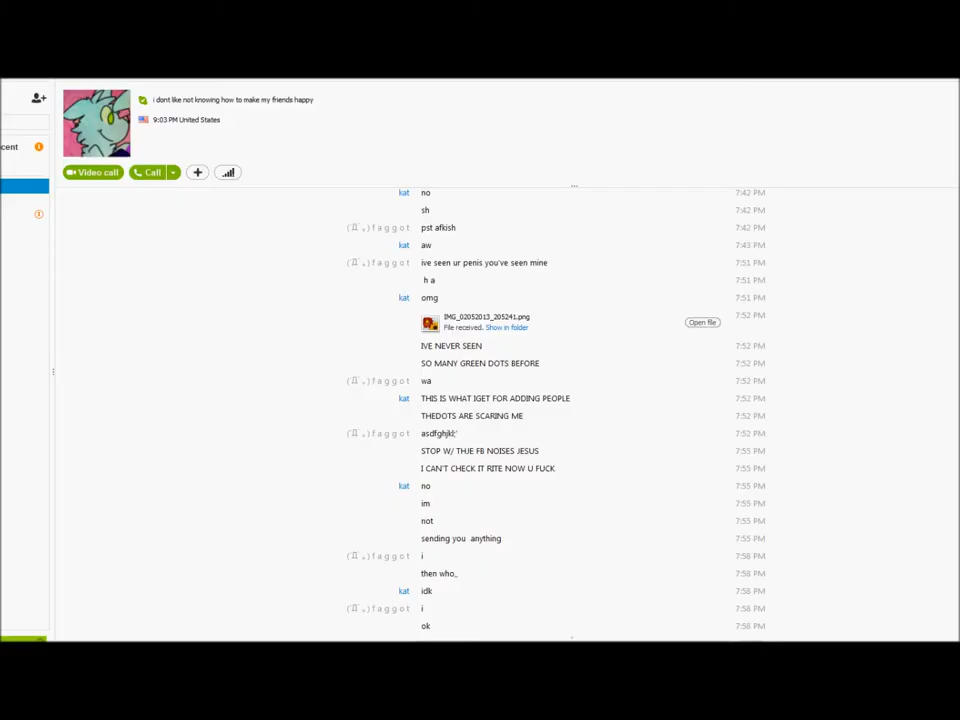 i dont like not knowing how to make my friends happy
9:03 PM United States
cent 1
Video call Call
1
kat no 7:42 PM
sh 7:42 PM
f a g g o t pst afkish 7:42 PM
kat aw 7:43 PM
f a g g o t ive seen ur penis you've seen mine 7:51 PM
h a 7:51 PM
kat omg 7:51 PM
IMG_02052013_205241.png 7:52 PM
File received. Show in folder Open file
IVE NEVER SEEN 7:52 PM
SO MANY GREEN DOTS BEFORE 7:52 PM
f a g g o t wa 7:52 PM
kat THIS IS WHAT IGET FOR ADDING PEOPLE 7:52 PM
THEDOTS ARE SCARING ME 7:52 PM
f a g g o t asdfghjkl;' 7:52 PM
STOP W/ THJE FB NOISES JESUS 7:55 PM
I CAN'T CHECK IT RITE NOW U FUCK 7:55 PM
kat no 7:55 PM
im 7:55 PM
not 7:55 PM
sending you anything 7:55 PM
f a g g o t i 7:58 PM
then who_ 7:58 PM
kat idk 7:58 PM
f a g g o t i 7:58 PM
ok 7:58 PM